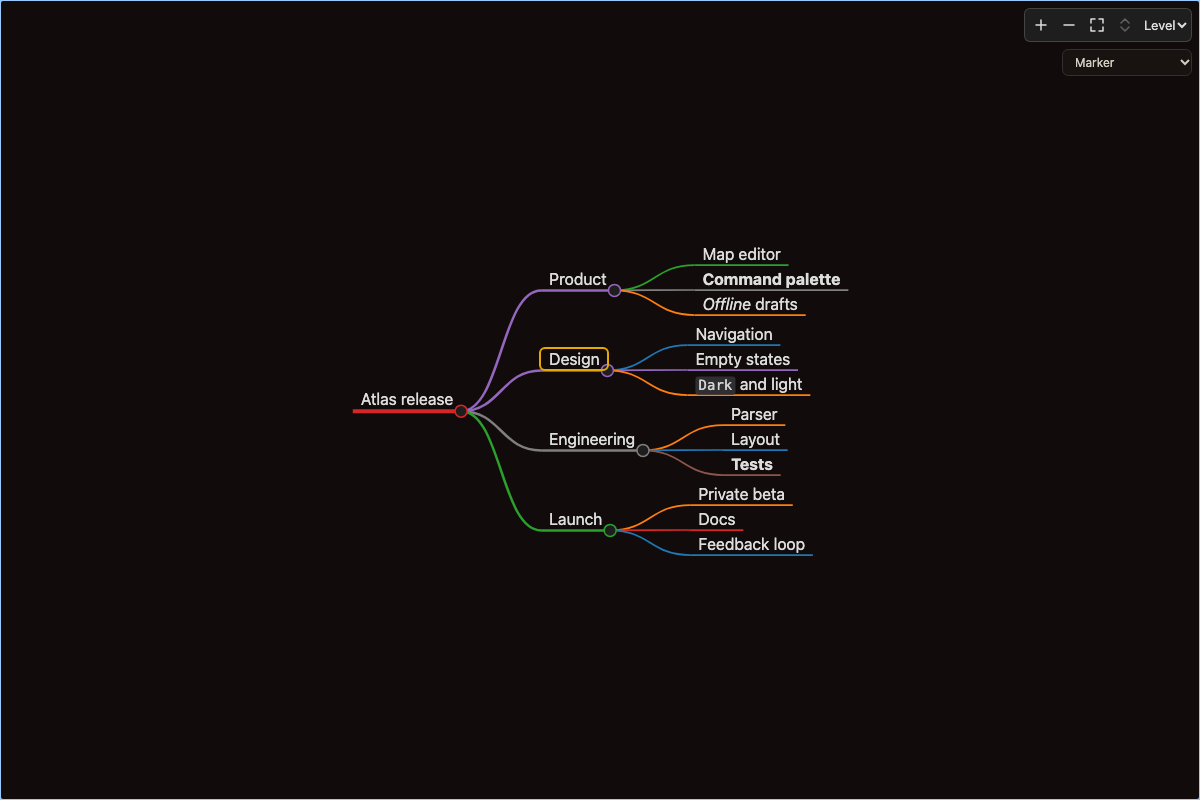 Level
Marker
Atlas release
Product
Map editor
Command palette
Offline drafts
Design
Navigation
Empty states
Dark and light
Engineering
Parser
Layout
Tests
Launch
Private beta
Docs
Feedback loop